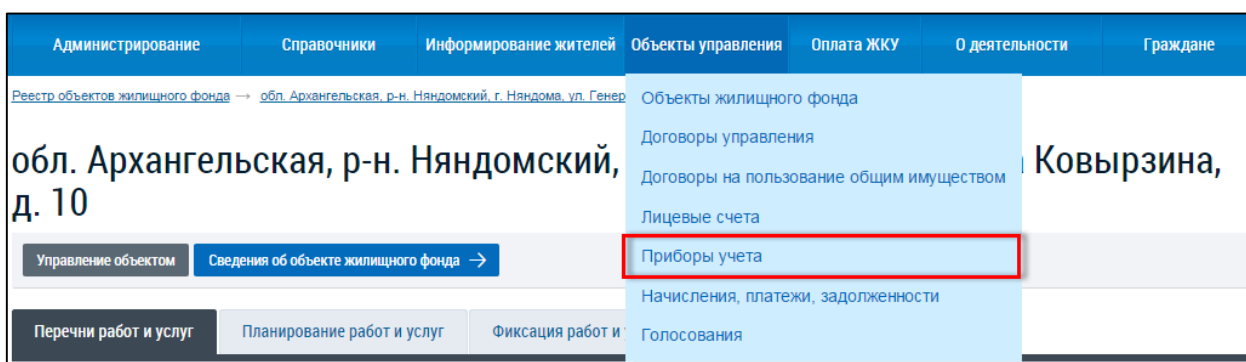 Администрирование Справочники Информирование жителей Объекты управления Оплата ЖКУ О деятельности Граждане
Реестр объектов жилищного фонда → обл. Архангельская, р-н. Няндомский, г. Няндома, ул. Генер
Объекты жилищного фонда
Договоры управления
обл. Архангельская, р-н. Няндомский, Ковырзина,
д. 10
Договоры на пользование общим имуществом
Лицевые счета
Управление объектом Сведения об объекте жилищного фонда →
Приборы учета
Начисления, платежи, задолженности
Перечни работ и услуг Планирование работ и услуг Фиксация работ и
Голосования